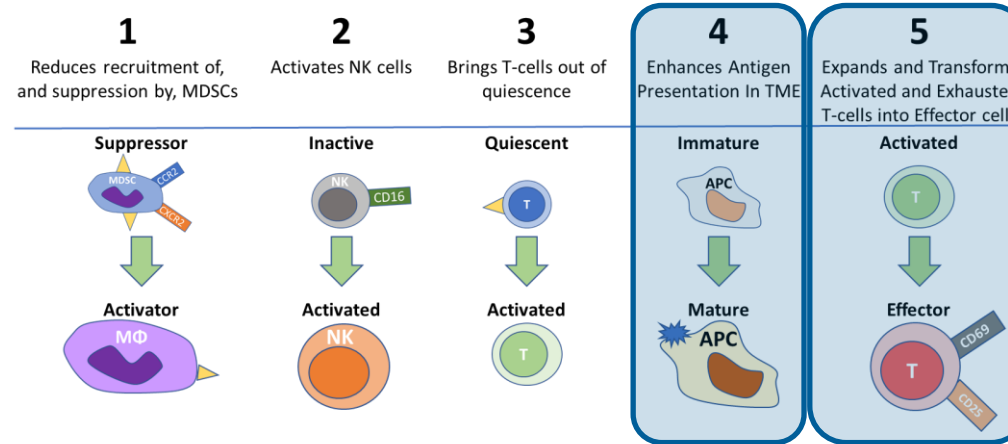 1
Reduces recruitment of,
and suppression by, MDSCs
2
Activates NK cells
3
Brings T-cells out of
quiescence
4
Enhances Antigen
Presentation In TME
5
Expands and Transform
Activated and Exhauste
T-cells into Effector cell
Suppressor
MDSC
CCR2
CXCR2
Activator
MΦ
Inactive
NK
CD16
Activated
NK
Quiescent
T
Activated
T
Immature
APC
Mature
APC
Activated
T
Effector
T
CD69
CD25